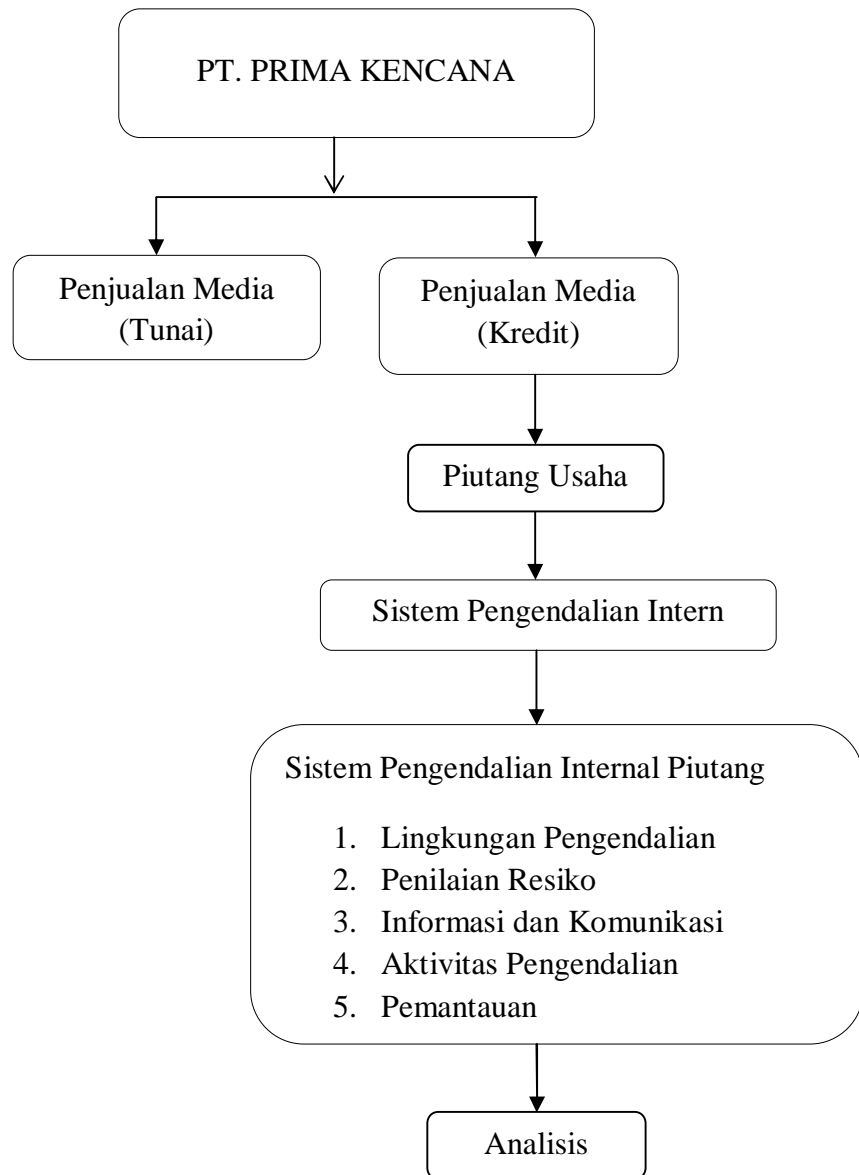 PT. PRIMA KENCANA
Penjualan Media
(Tunai)
Penjualan Media
(Kredit)
Piutang Usaha
Sistem Pengendalian Intern
Sistem Pengendalian Internal Piutang
1. Lingkungan Pengendalian
2. Penilaian Resiko
3. Informasi dan Komunikasi
4. Aktivitas Pengendalian
5. Pemantauan
Analisis